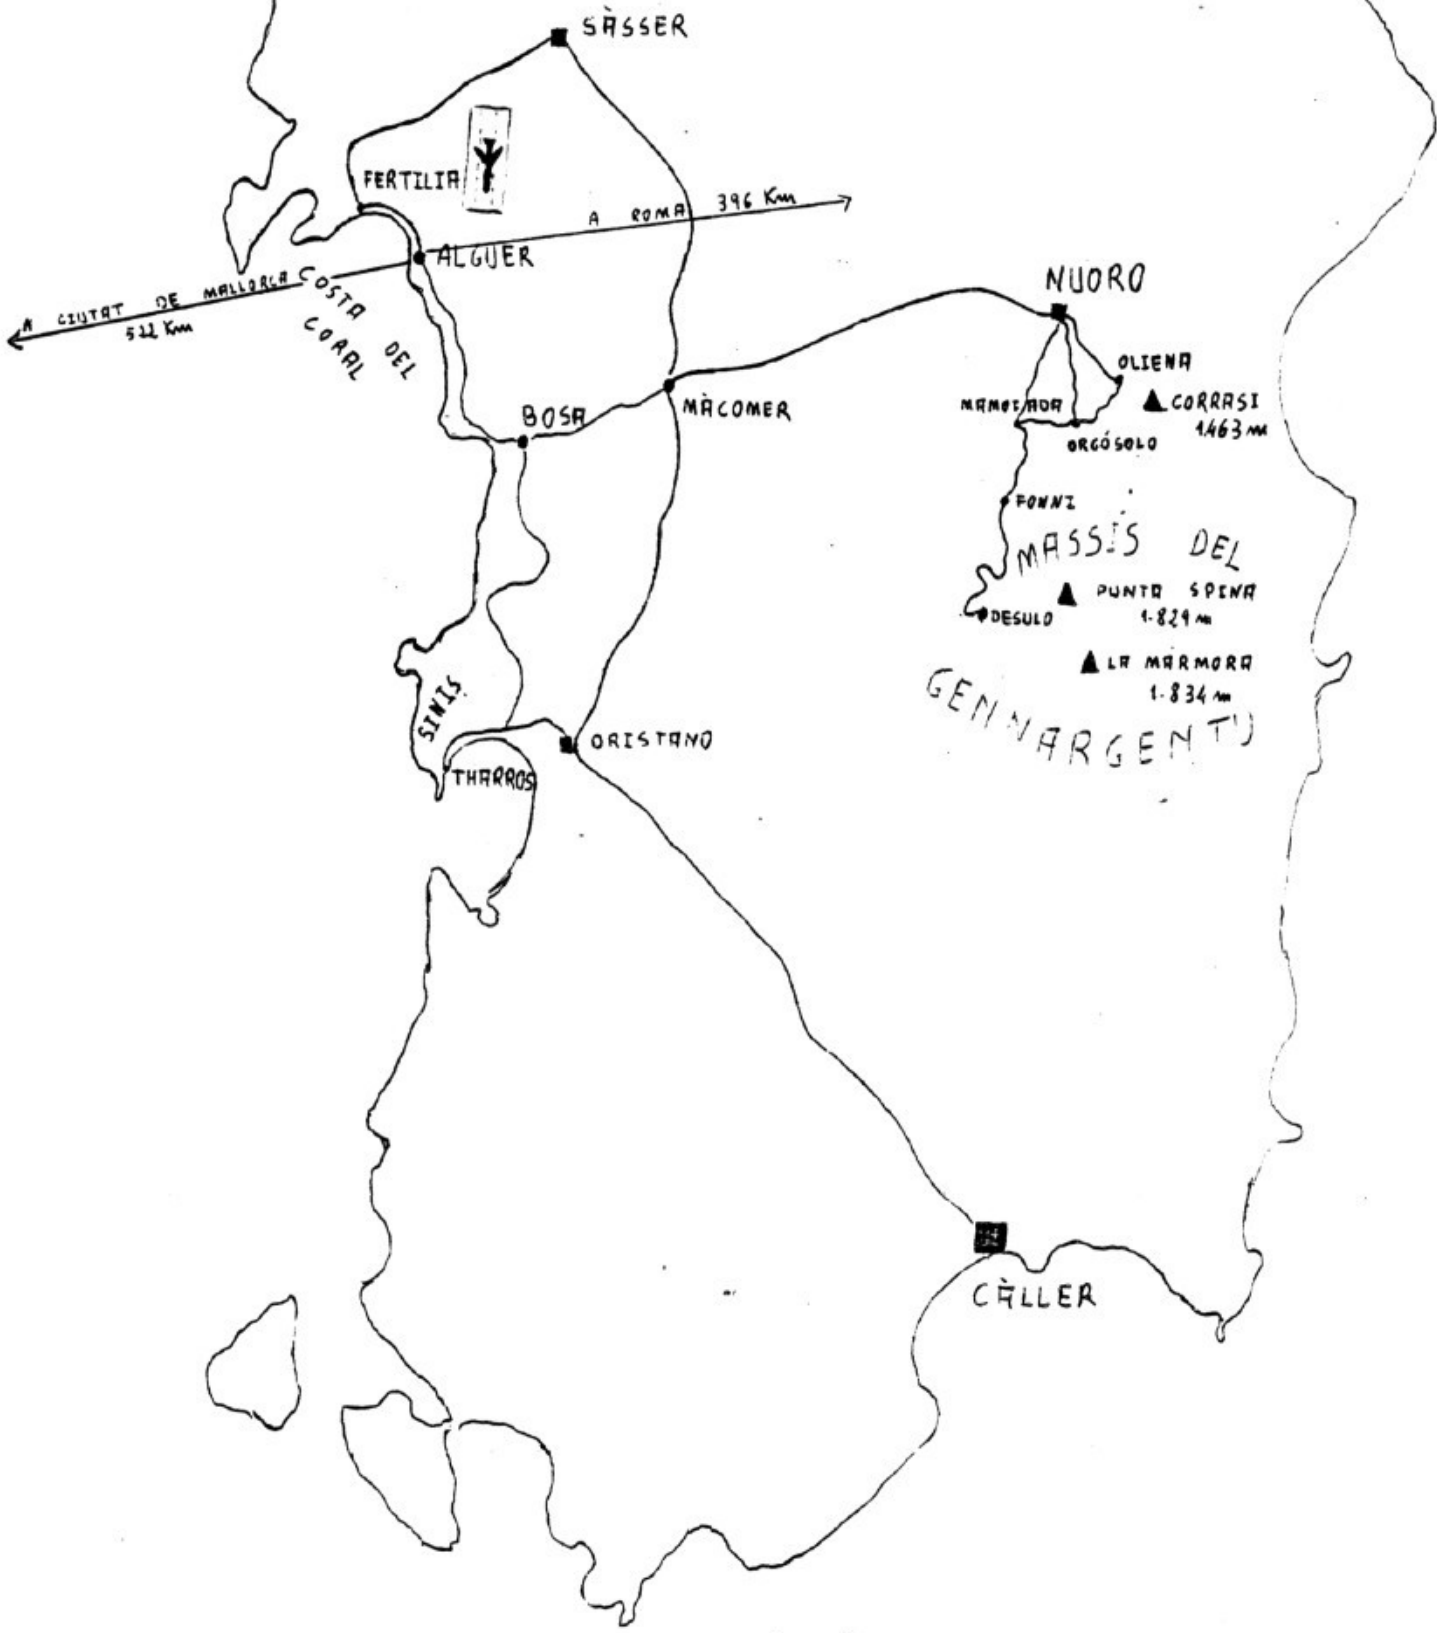 SÀSSER
FERTILIA
A ROMA 396 Km
ALGUER
A CIUTAT DE MALLORCA
522 Km
COSTA DEL
CORAL
NUORO
OLIENA
CORRASI
1463 m
MAMOIADA
ORGÓSOLO
BOSA
MÀCOMER
FONNI
MASSÍS DEL
GENNARGENTU
PUNTA SPINA
1.829 m
DESULO
LA MARMORA
1.834 m
SINIS
ORISTANO
THARROS
CÀLLER